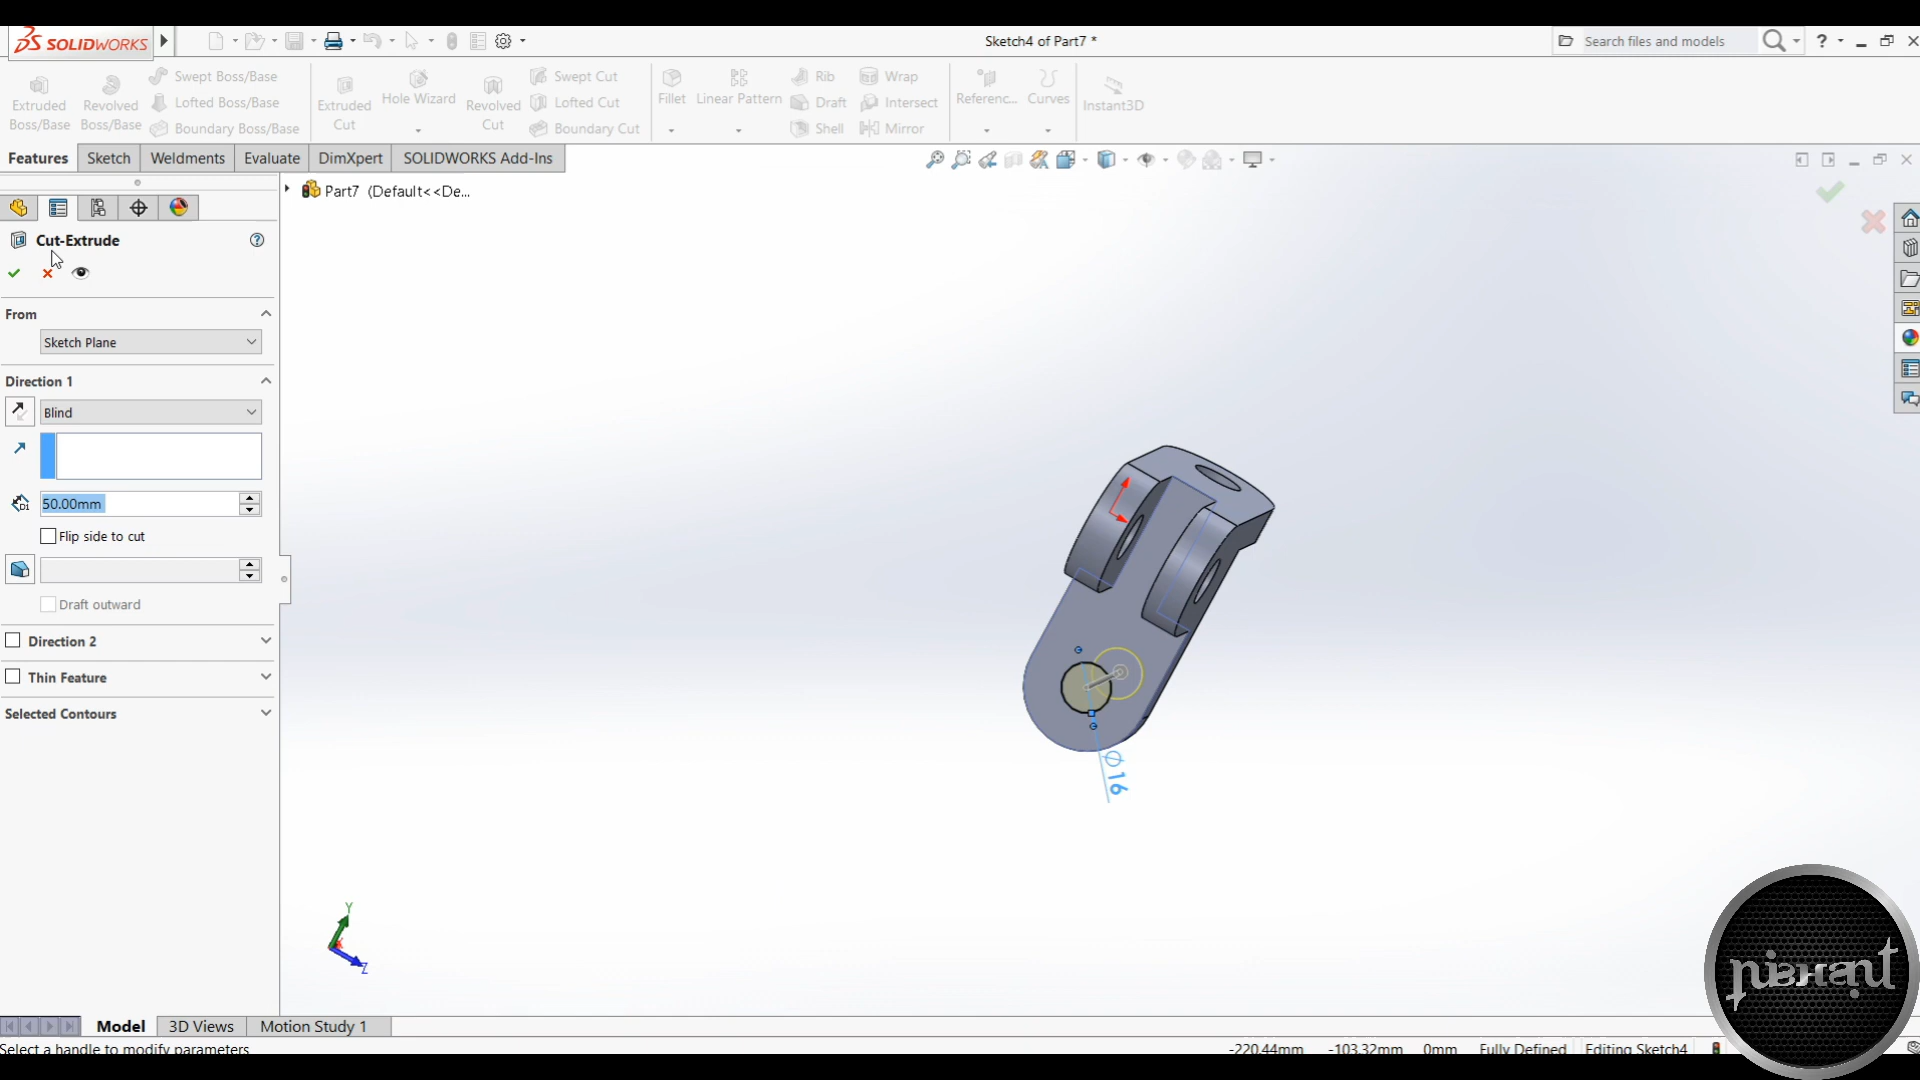 SOLIDWORKS
Sketch4 of Part7 *
Search files and models
Extruded Boss/Base
Revolved Boss/Base
Swept Boss/Base
Lofted Boss/Base
Boundary Boss/Base
Extruded Cut
Hole Wizard
Revolved Cut
Swept Cut
Lofted Cut
Boundary Cut
Fillet
Linear Pattern
Rib
Draft
Shell
Wrap
Intersect
Mirror
Referenc...
Curves
Instant3D
Features
Sketch
Weldments
Evaluate
DimXpert
SOLIDWORKS Add-Ins
Part7 (Default<<De...
Cut-Extrude
From
Sketch Plane
Direction 1
Blind
D1
50.00mm
Flip side to cut
Draft outward
Direction 2
Thin Feature
Selected Contours
Ø16
Y
X
Z
Model
3D Views
Motion Study 1
Select a handle to modify parameters
-220.44mm
-103.32mm
0mm
Fully Defined
Editing Sketch4
nishant